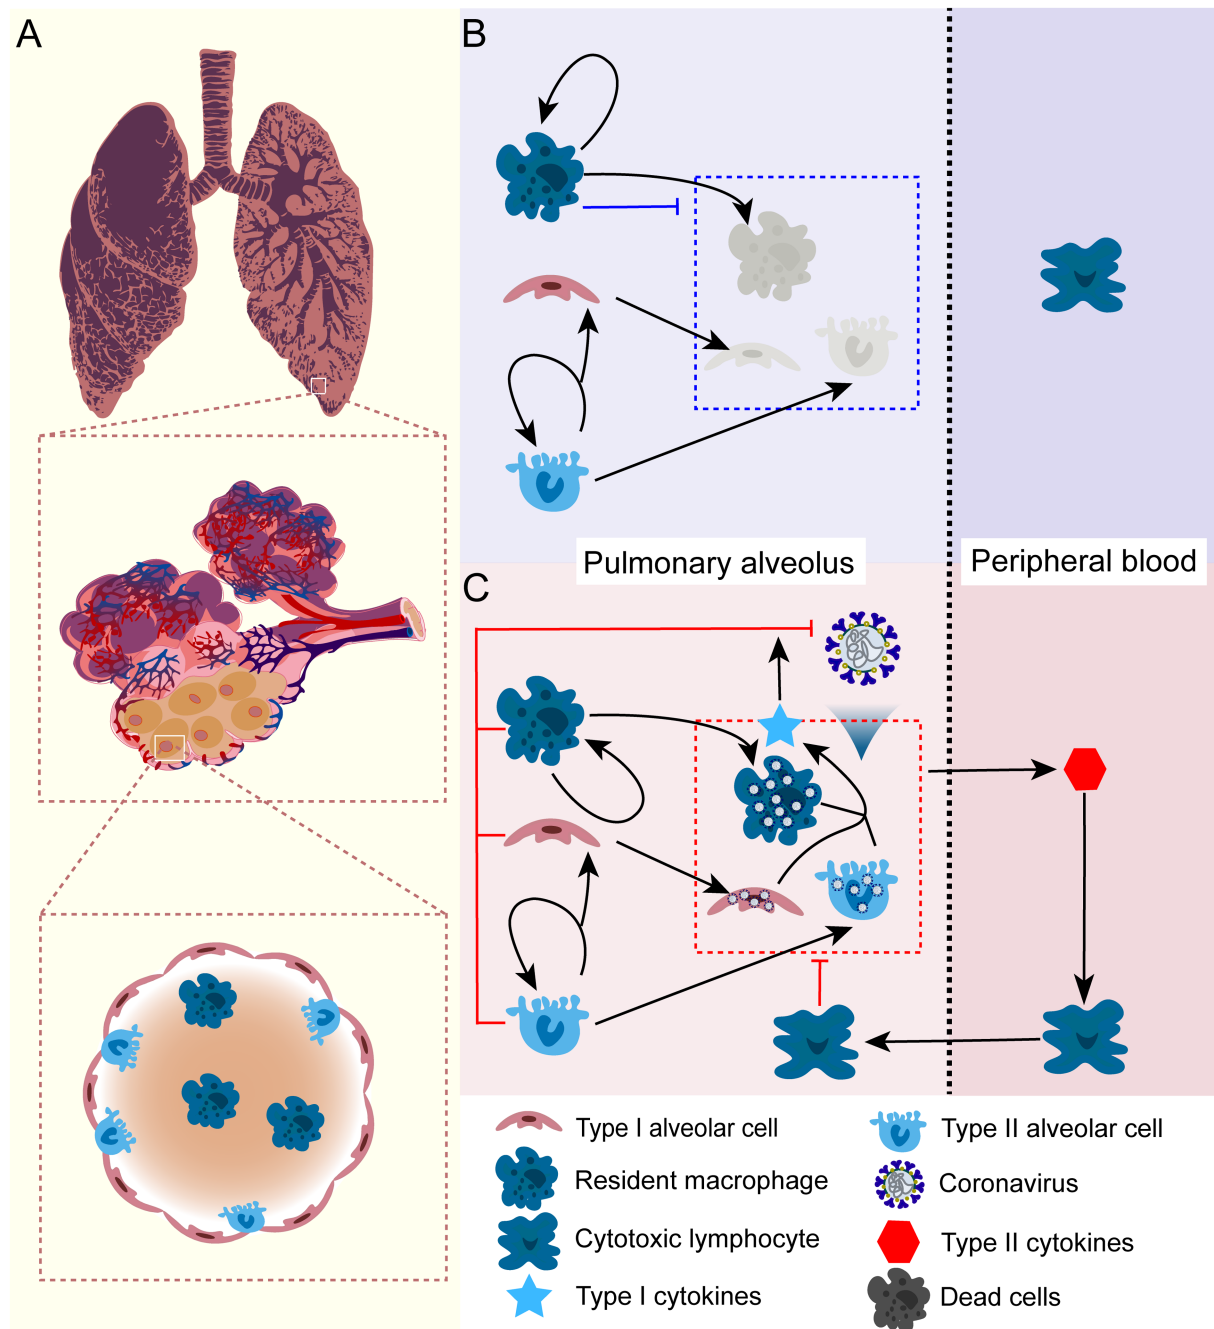 A
B
Pulmonary alveolus
Peripheral blood
C
Type I alveolar cell
Type II alveolar cell
Resident macrophage
Coronavirus
Cytotoxic lymphocyte
Type II cytokines
Type I cytokines
Dead cells